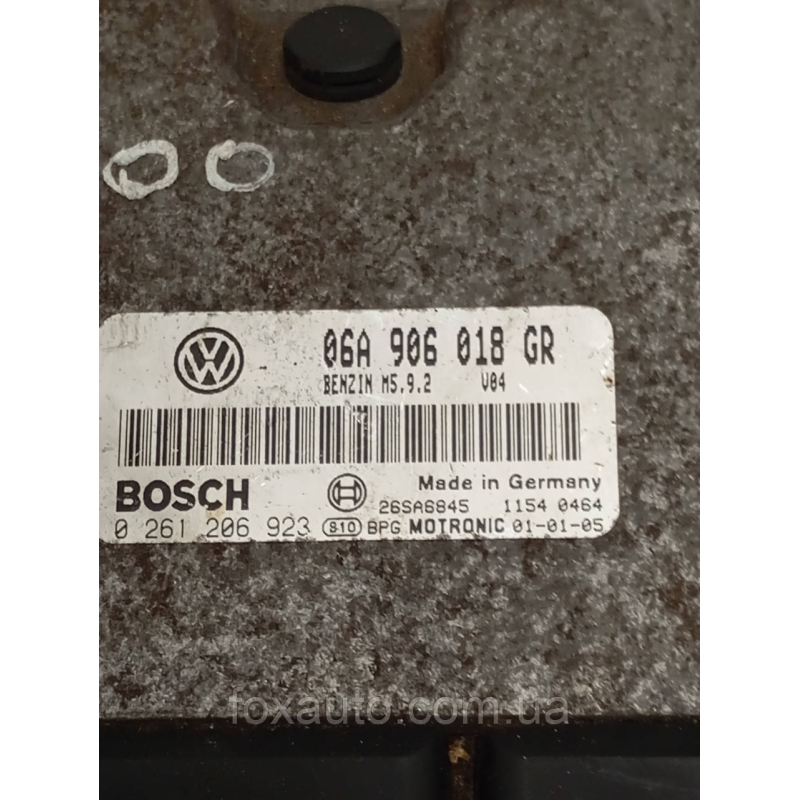 00
06A 906 018 GR
BENZIN M5.9.2 V04
Made in Germany
BOSCH 26SA6845 1154 0464
0 261 206 923 S10 BPG MOTRONIC 01-01-05
foxauto.com.ua